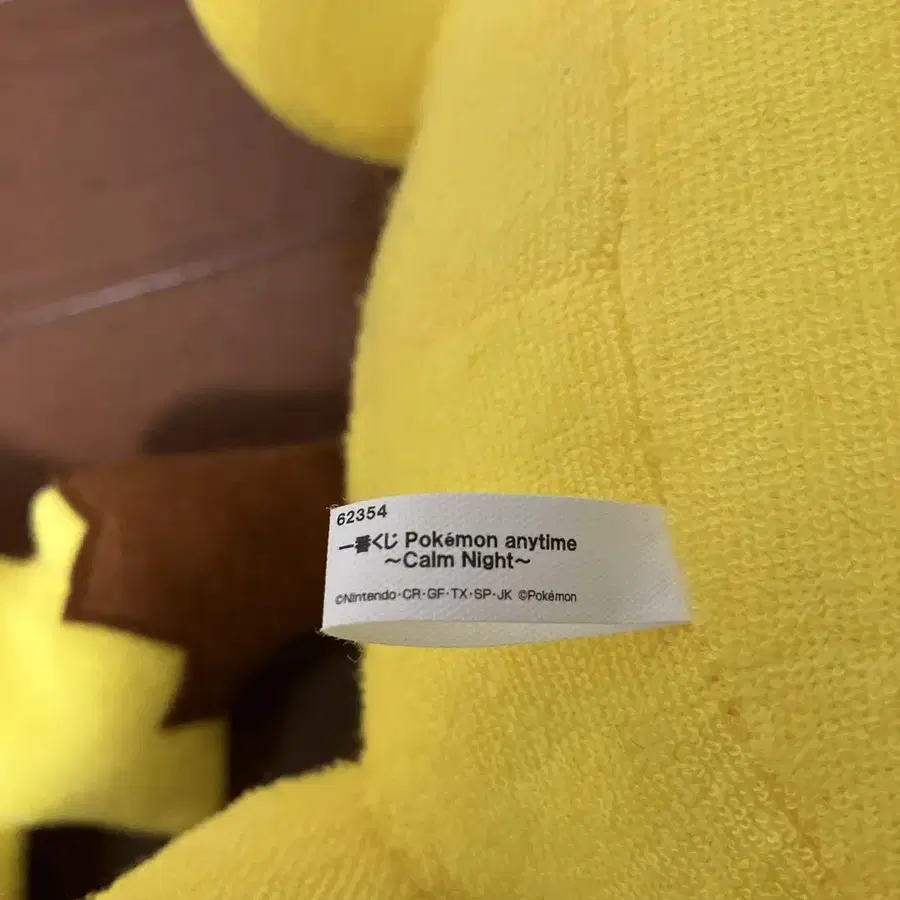 62354
一番くじ Pokémon anytime
～Calm Night～
©Nintendo・CR・GF・TX・SP・JK ©Pokémon